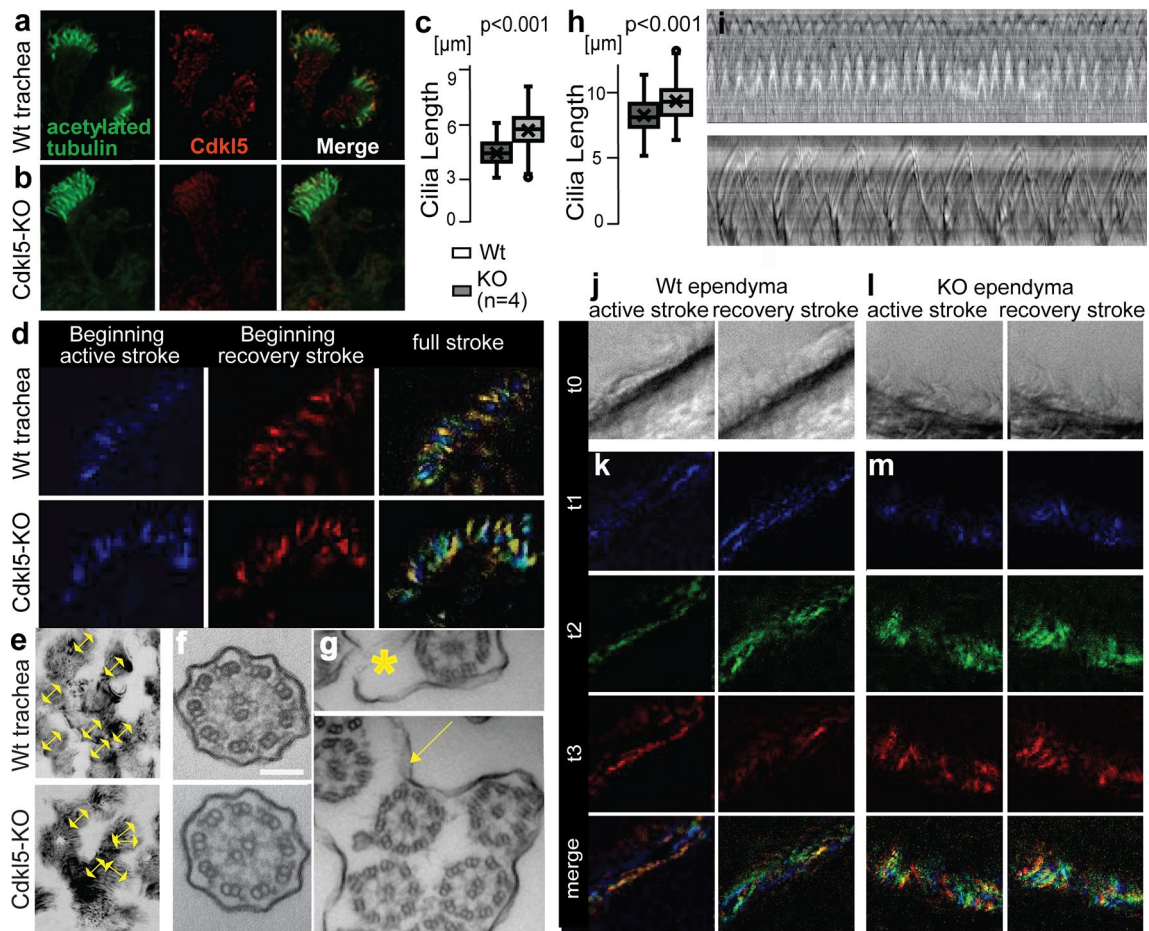 a
Wt trachea
acetylated
tubulin
Cdkl5
Merge
b
Cdkl5-KO
c
p<0.001
[µm]
Cilia Length
9
6
3
0
Wt
KO
(n=4)
h
p<0.001
[µm]
Cilia Length
10
5
0
i
d
Beginning
active stroke
Beginning
recovery stroke
full stroke
Wt trachea
Cdkl5-KO
e
Wt trachea
Cdkl5-KO
f
g
*
j
Wt ependyma
active stroke
recovery stroke
l
KO ependyma
active stroke
recovery stroke
t0
k
m
t1
t2
t3
merge